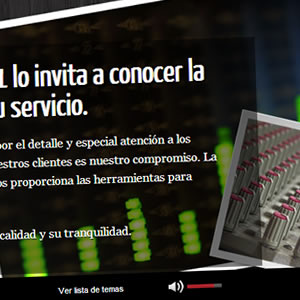 L lo invita a conocer la
u servicio.
por el detalle y especial atención a los
estros clientes es nuestro compromiso. La
os proporciona las herramientas para
calidad y su tranquilidad.
Ver lista de temas